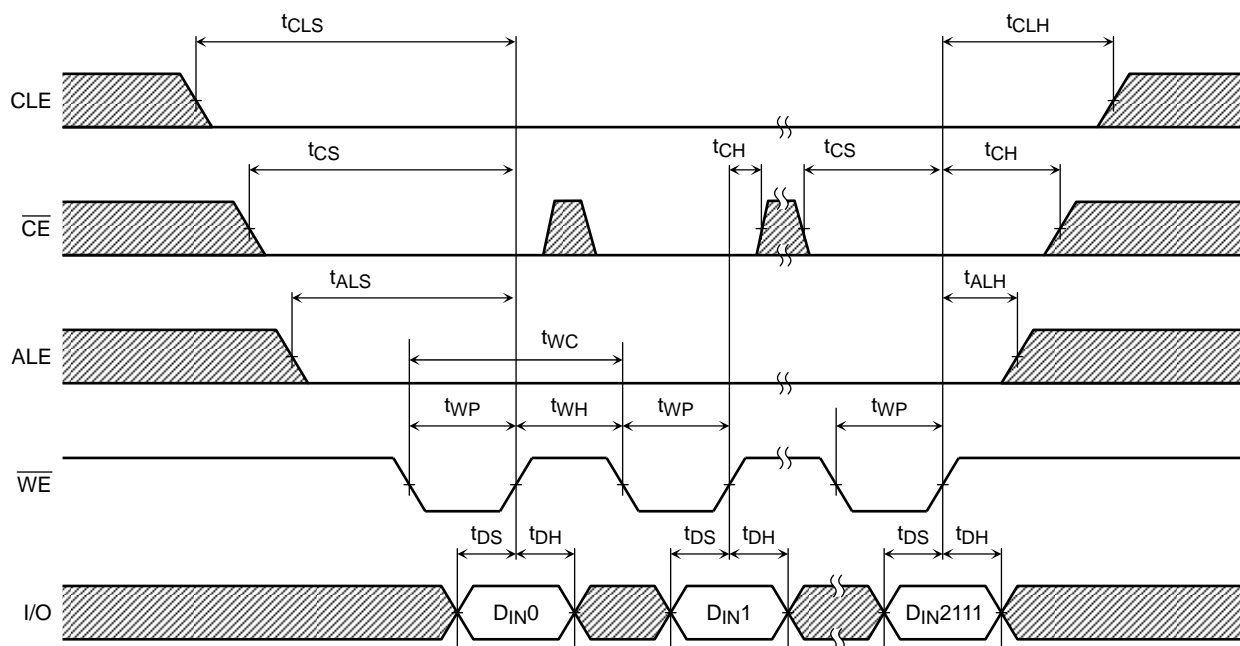 tCLS
tCLH
CLE
tCS
tCH
tCS
tCH
CE
tALS
tALH
tWC
ALE
tWP
tWH
tWP
tWP
WE
tDS
tDH
tDS
tDH
tDS
tDH
I/O
DIN0
DIN1
DIN2111